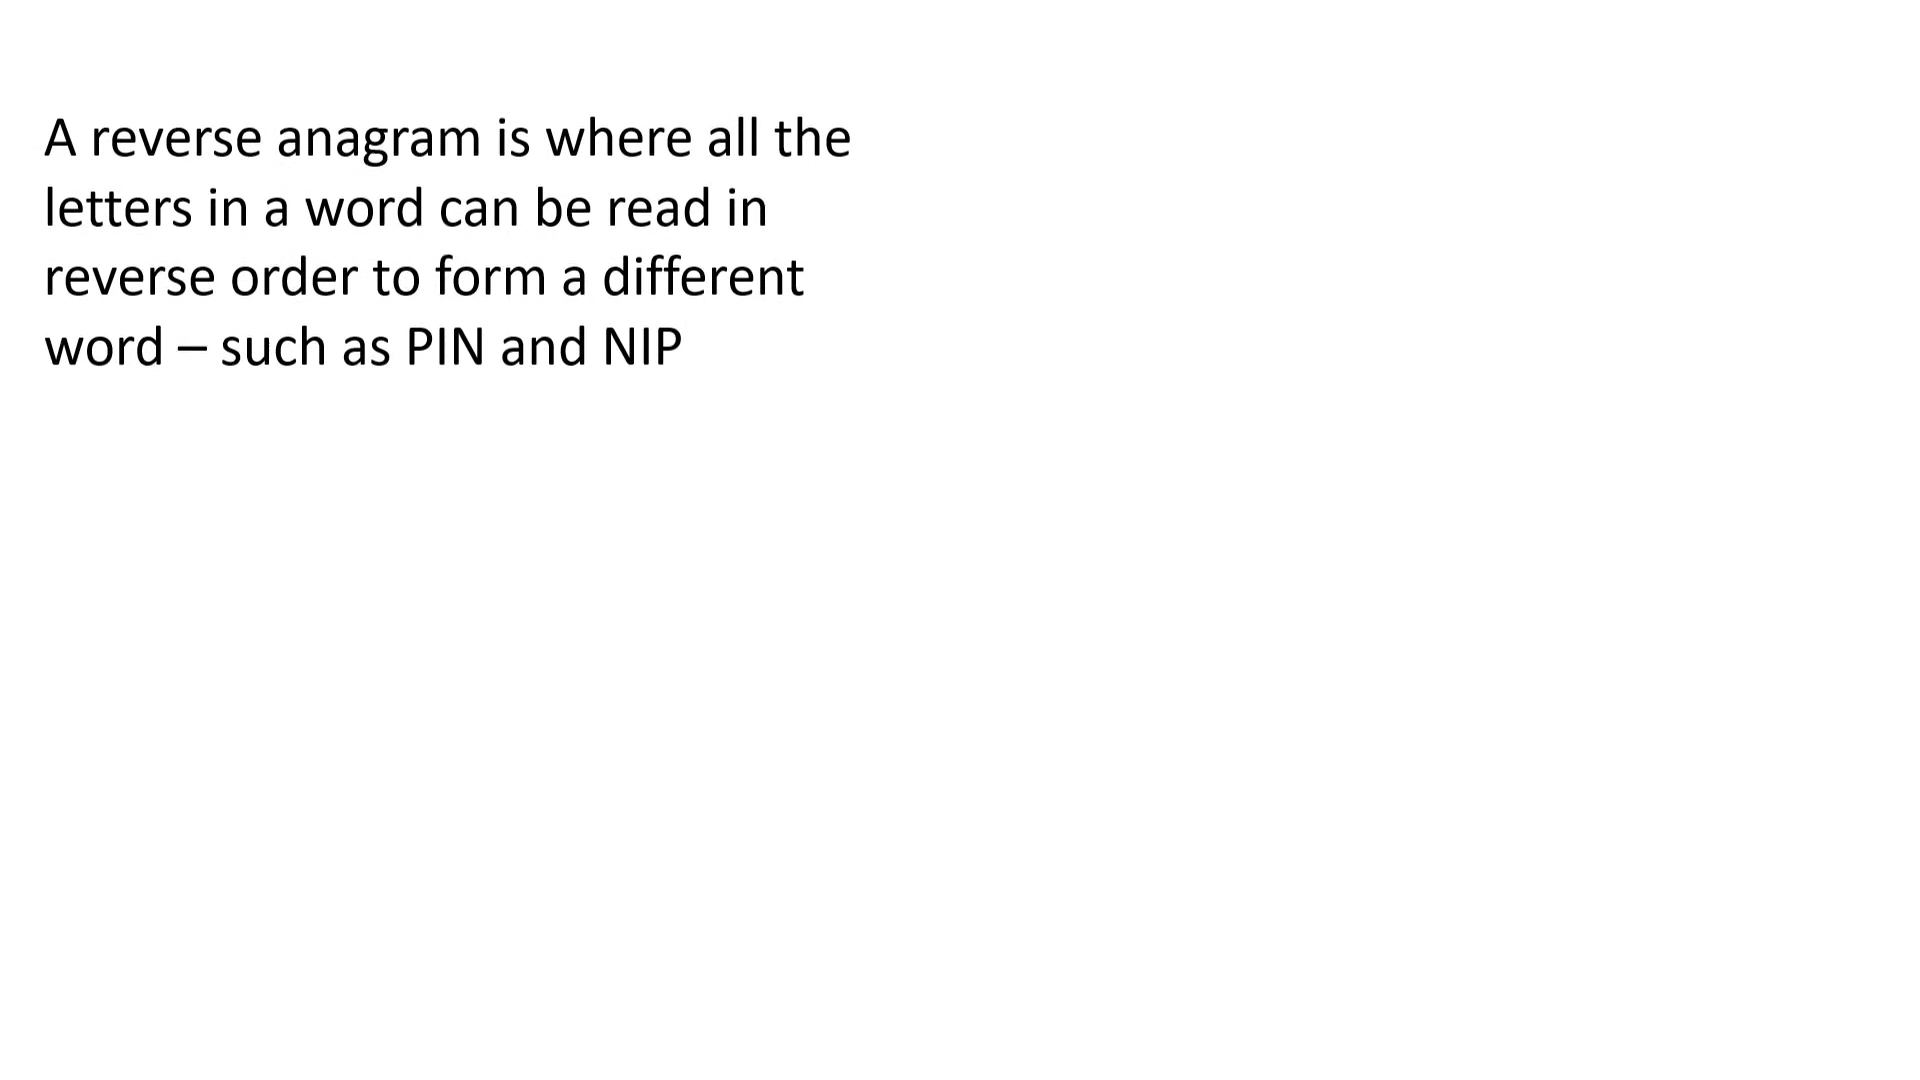 A reverse anagram is where all the
letters in a word can be read in
reverse order to form a different
word – such as PIN and NIP